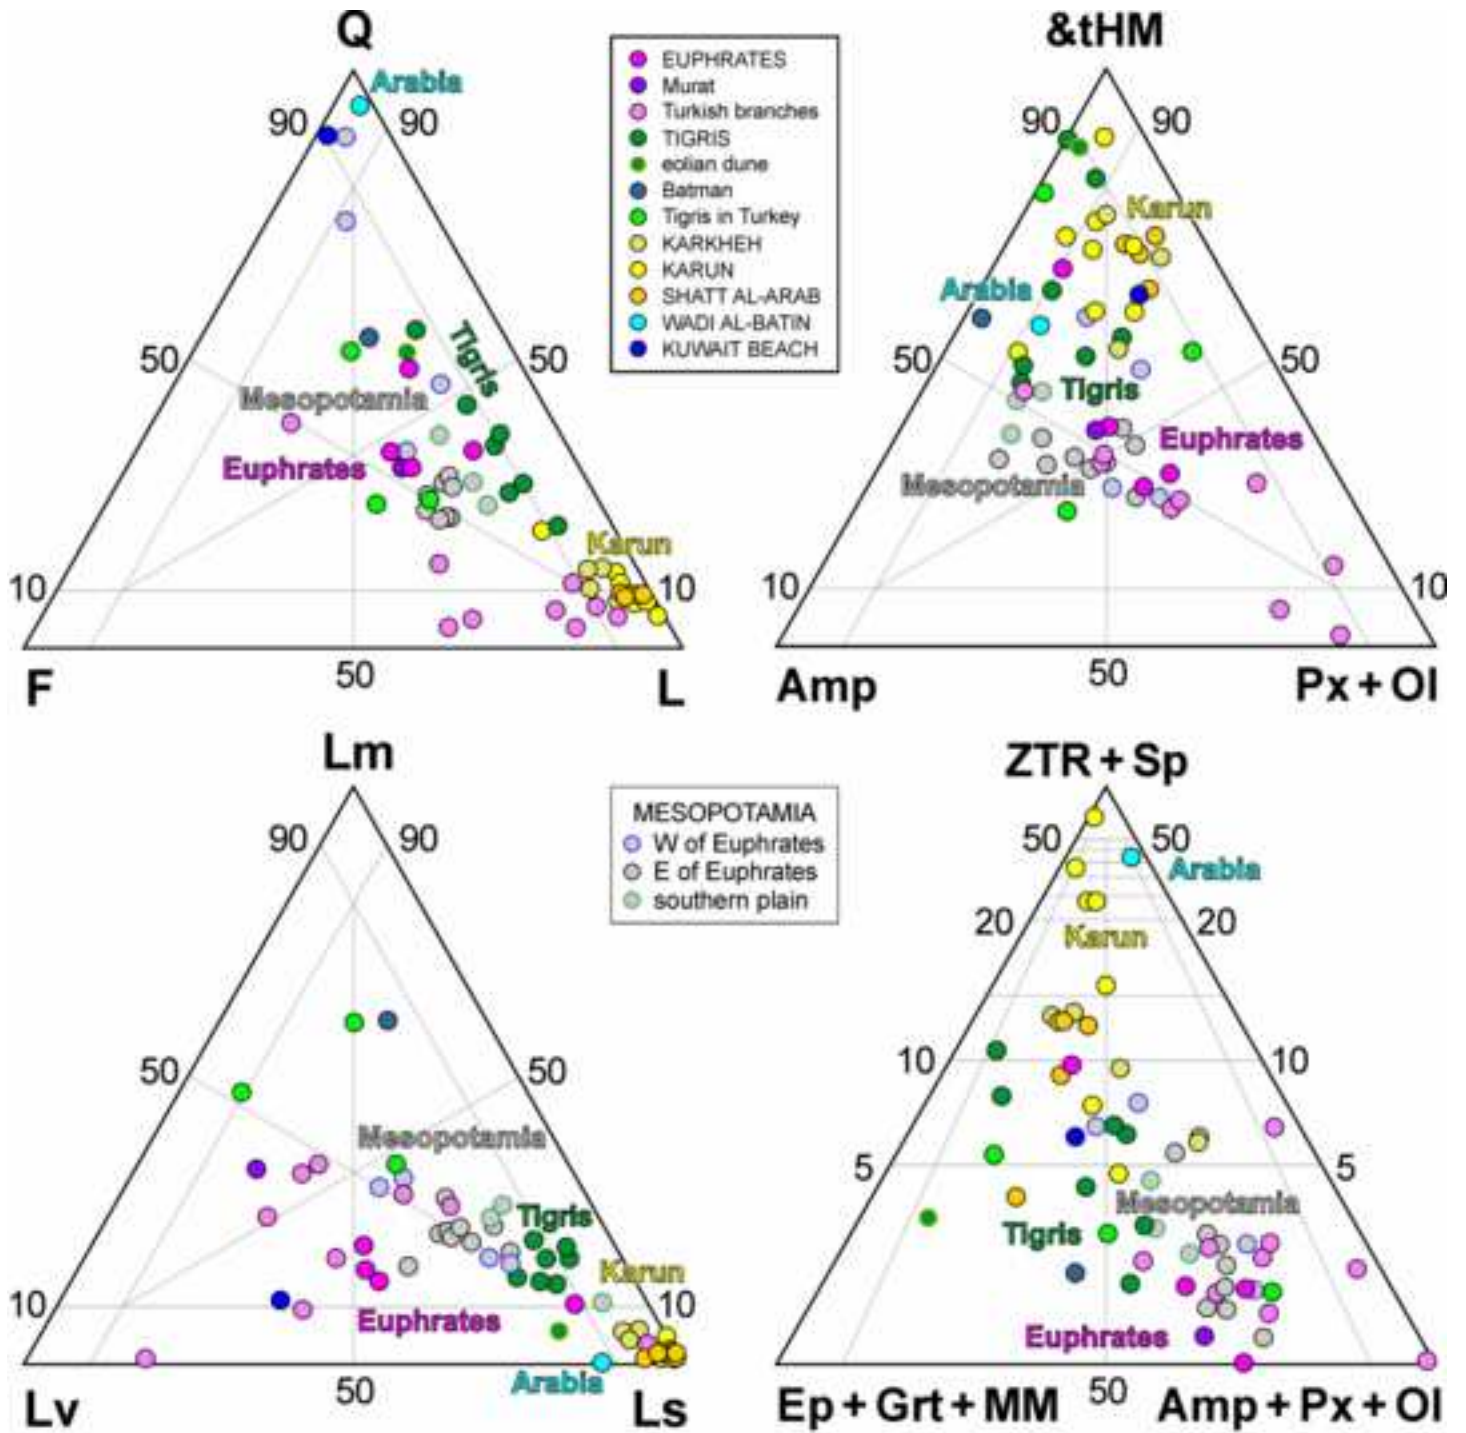 Q
Arabia
90
90
50
50
Tigris
Mesopotamia
Euphrates
Karun
10
10
F
50
L
EUPHRATES
Murat
Turkish branches
TIGRIS
eolian dune
Batman
Tigris in Turkey
KARKHEH
KARUN
SHATT AL-ARAB
WADI AL-BATIN
KUWAIT BEACH
&tHM
90
90
Karun
Arabia
50
50
Tigris
Euphrates
Mesopotamia
10
10
Amp
50
Px + Ol
Lm
90
90
50
50
Mesopotamia
Tigris
Karun
10
10
Euphrates
Arabia
Lv
50
Ls
MESOPOTAMIA
W of Euphrates
E of Euphrates
southern plain
ZTR + Sp
50
50
Arabia
20
20
Karun
10
10
5
5
Mesopotamia
Tigris
Euphrates
Ep + Grt + MM
50
Amp + Px + Ol